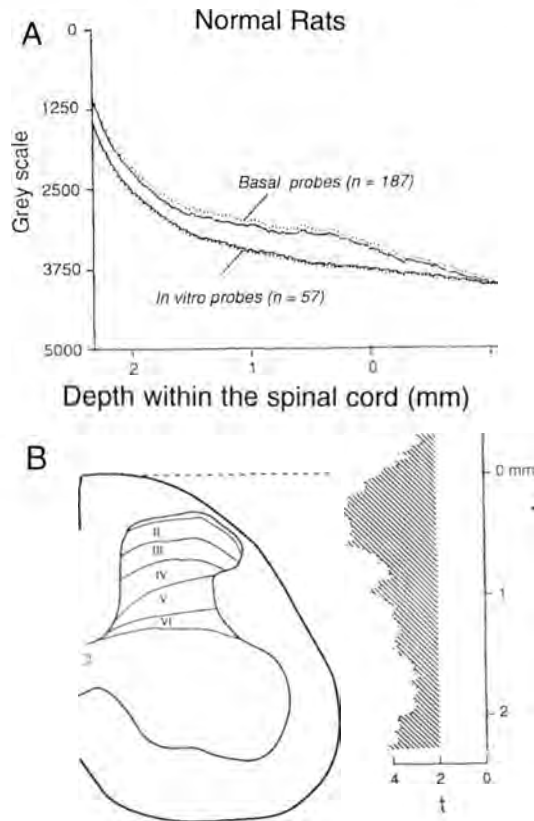 A
Normal Rats
0
1250
2500
3750
5000
Grey scale
Basal probes (n = 187)
In vitro probes (n = 57)
2
1
0
Depth within the spinal cord (mm)
B
II
III
IV
V
VI
0 mm
1
2
4
2
0
t